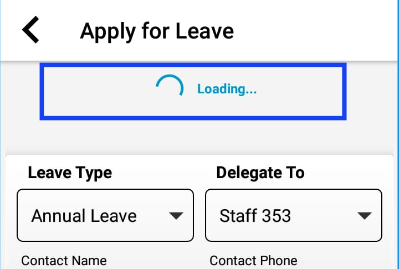 Apply for Leave
Loading...
Leave Type Delegate To
Annual Leave Staff 353
Contact Name Contact Phone